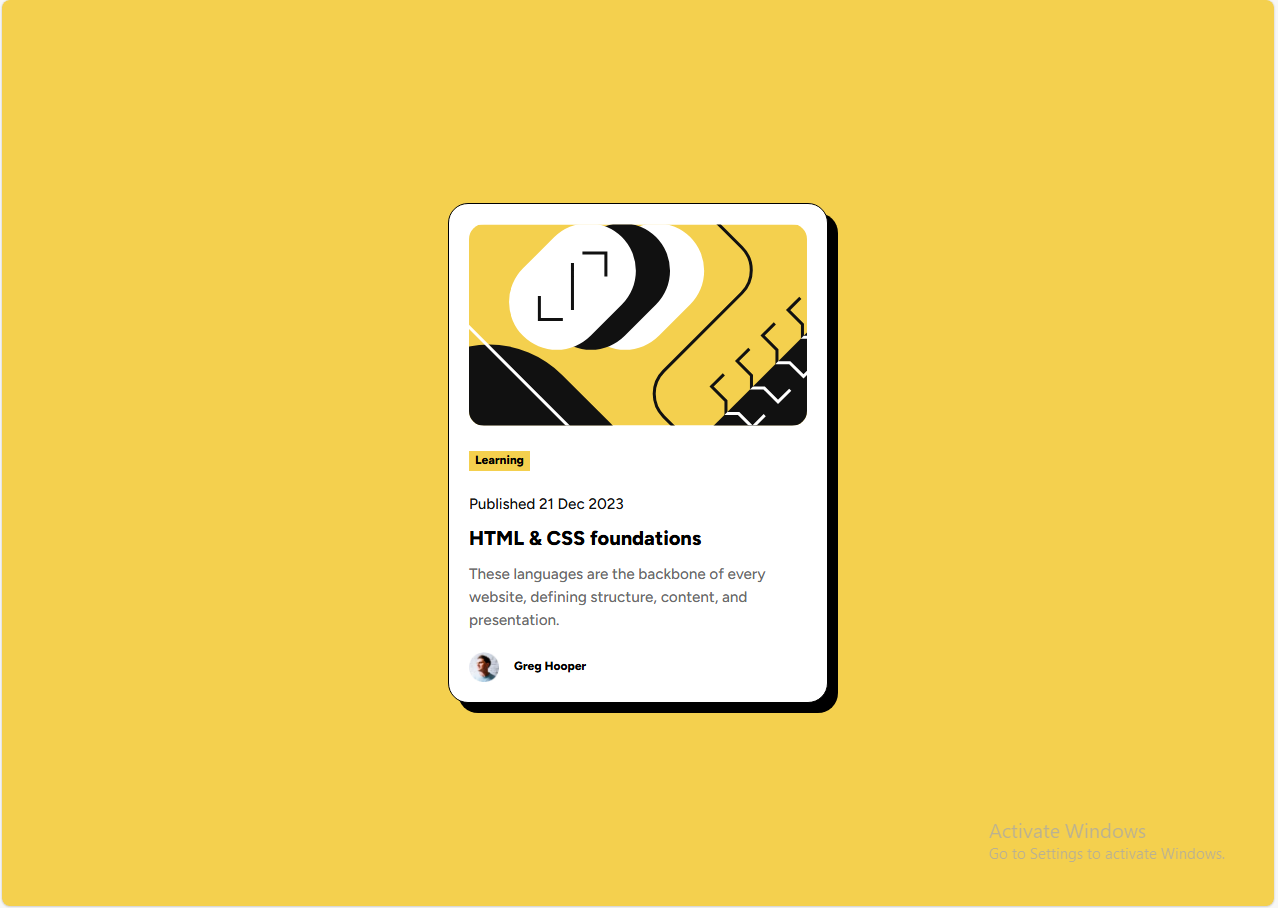 Learning
Published 21 Dec 2023
HTML & CSS foundations
These languages are the backbone of every
website, defining structure, content, and
presentation.
Greg Hooper
Activate Windows
Go to Settings to activate Windows.